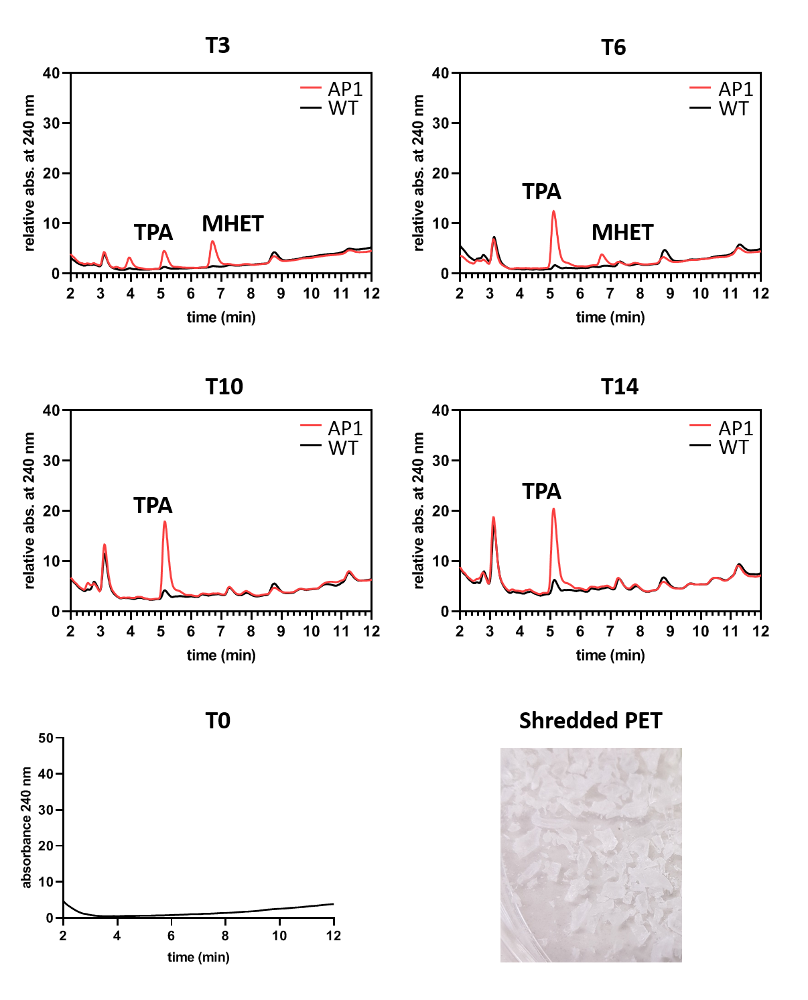 T3
40
30
20
10
0
relative abs. at 240 nm
AP1
WT
TPA
MHET
2 3 4 5 6 7 8 9 10 11 12
time (min)
T6
40
30
20
10
0
relative abs. at 240 nm
AP1
WT
TPA
MHET
2 3 4 5 6 7 8 9 10 11 12
time (min)
T10
40
30
20
10
0
relative abs. at 240 nm
AP1
WT
TPA
2 3 4 5 6 7 8 9 10 11 12
time (min)
T14
40
30
20
10
0
relative abs. at 240 nm
AP1
WT
TPA
2 3 4 5 6 7 8 9 10 11 12
time (min)
T0
50
40
30
20
10
0
absorbance 240 nm
2 4 6 8 10 12
time (min)
Shredded PET